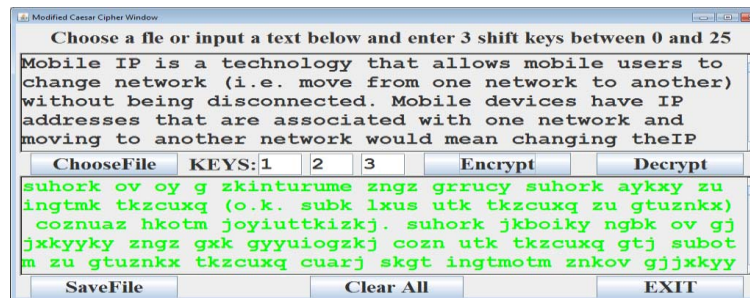 Modified Caesar Cipher Window
Choose a fle or input a text below and enter 3 shift keys between 0 and 25
Mobile IP is a technology that allows mobile users to
change network (i.e. move from one network to another)
without being disconnected. Mobile devices have IP
addresses that are associated with one network and
moving to another network would mean changing theIP
ChooseFile KEYS: 1 2 3 Encrypt Decrypt
suhork ov oy g zkinturume zngz grrucy suhork aykxy zu
ingtmk tkzcuxq (o.k. subk lxus utk tkzcuxq zu gtuznkx)
coznuaz hkotm joyiuttkizkj. suhork jkboiky ngbk ov gj
jxkyyky zngz gxk gyyuiogzkj cozn utk tkzcuxq gtj subot
m zu gtuznkx tkzcuxq cuarj skgt ingtmotm znkov gjjxkyy
SaveFile Clear All EXIT